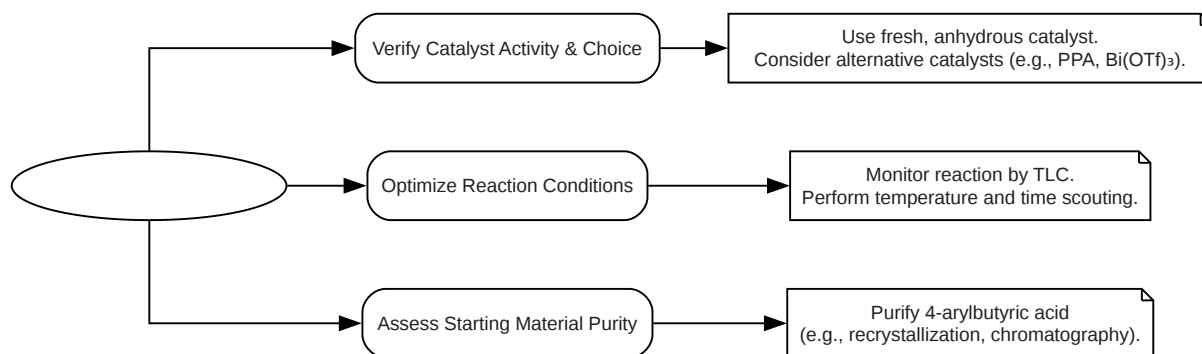 Verify Catalyst Activity & Choice
Use fresh, anhydrous catalyst.
Consider alternative catalysts (e.g., PPA, Bi(OTf)₃).
Optimize Reaction Conditions
Monitor reaction by TLC.
Perform temperature and time scouting.
Assess Starting Material Purity
Purify 4-arylbutyric acid
(e.g., recrystallization, chromatography).